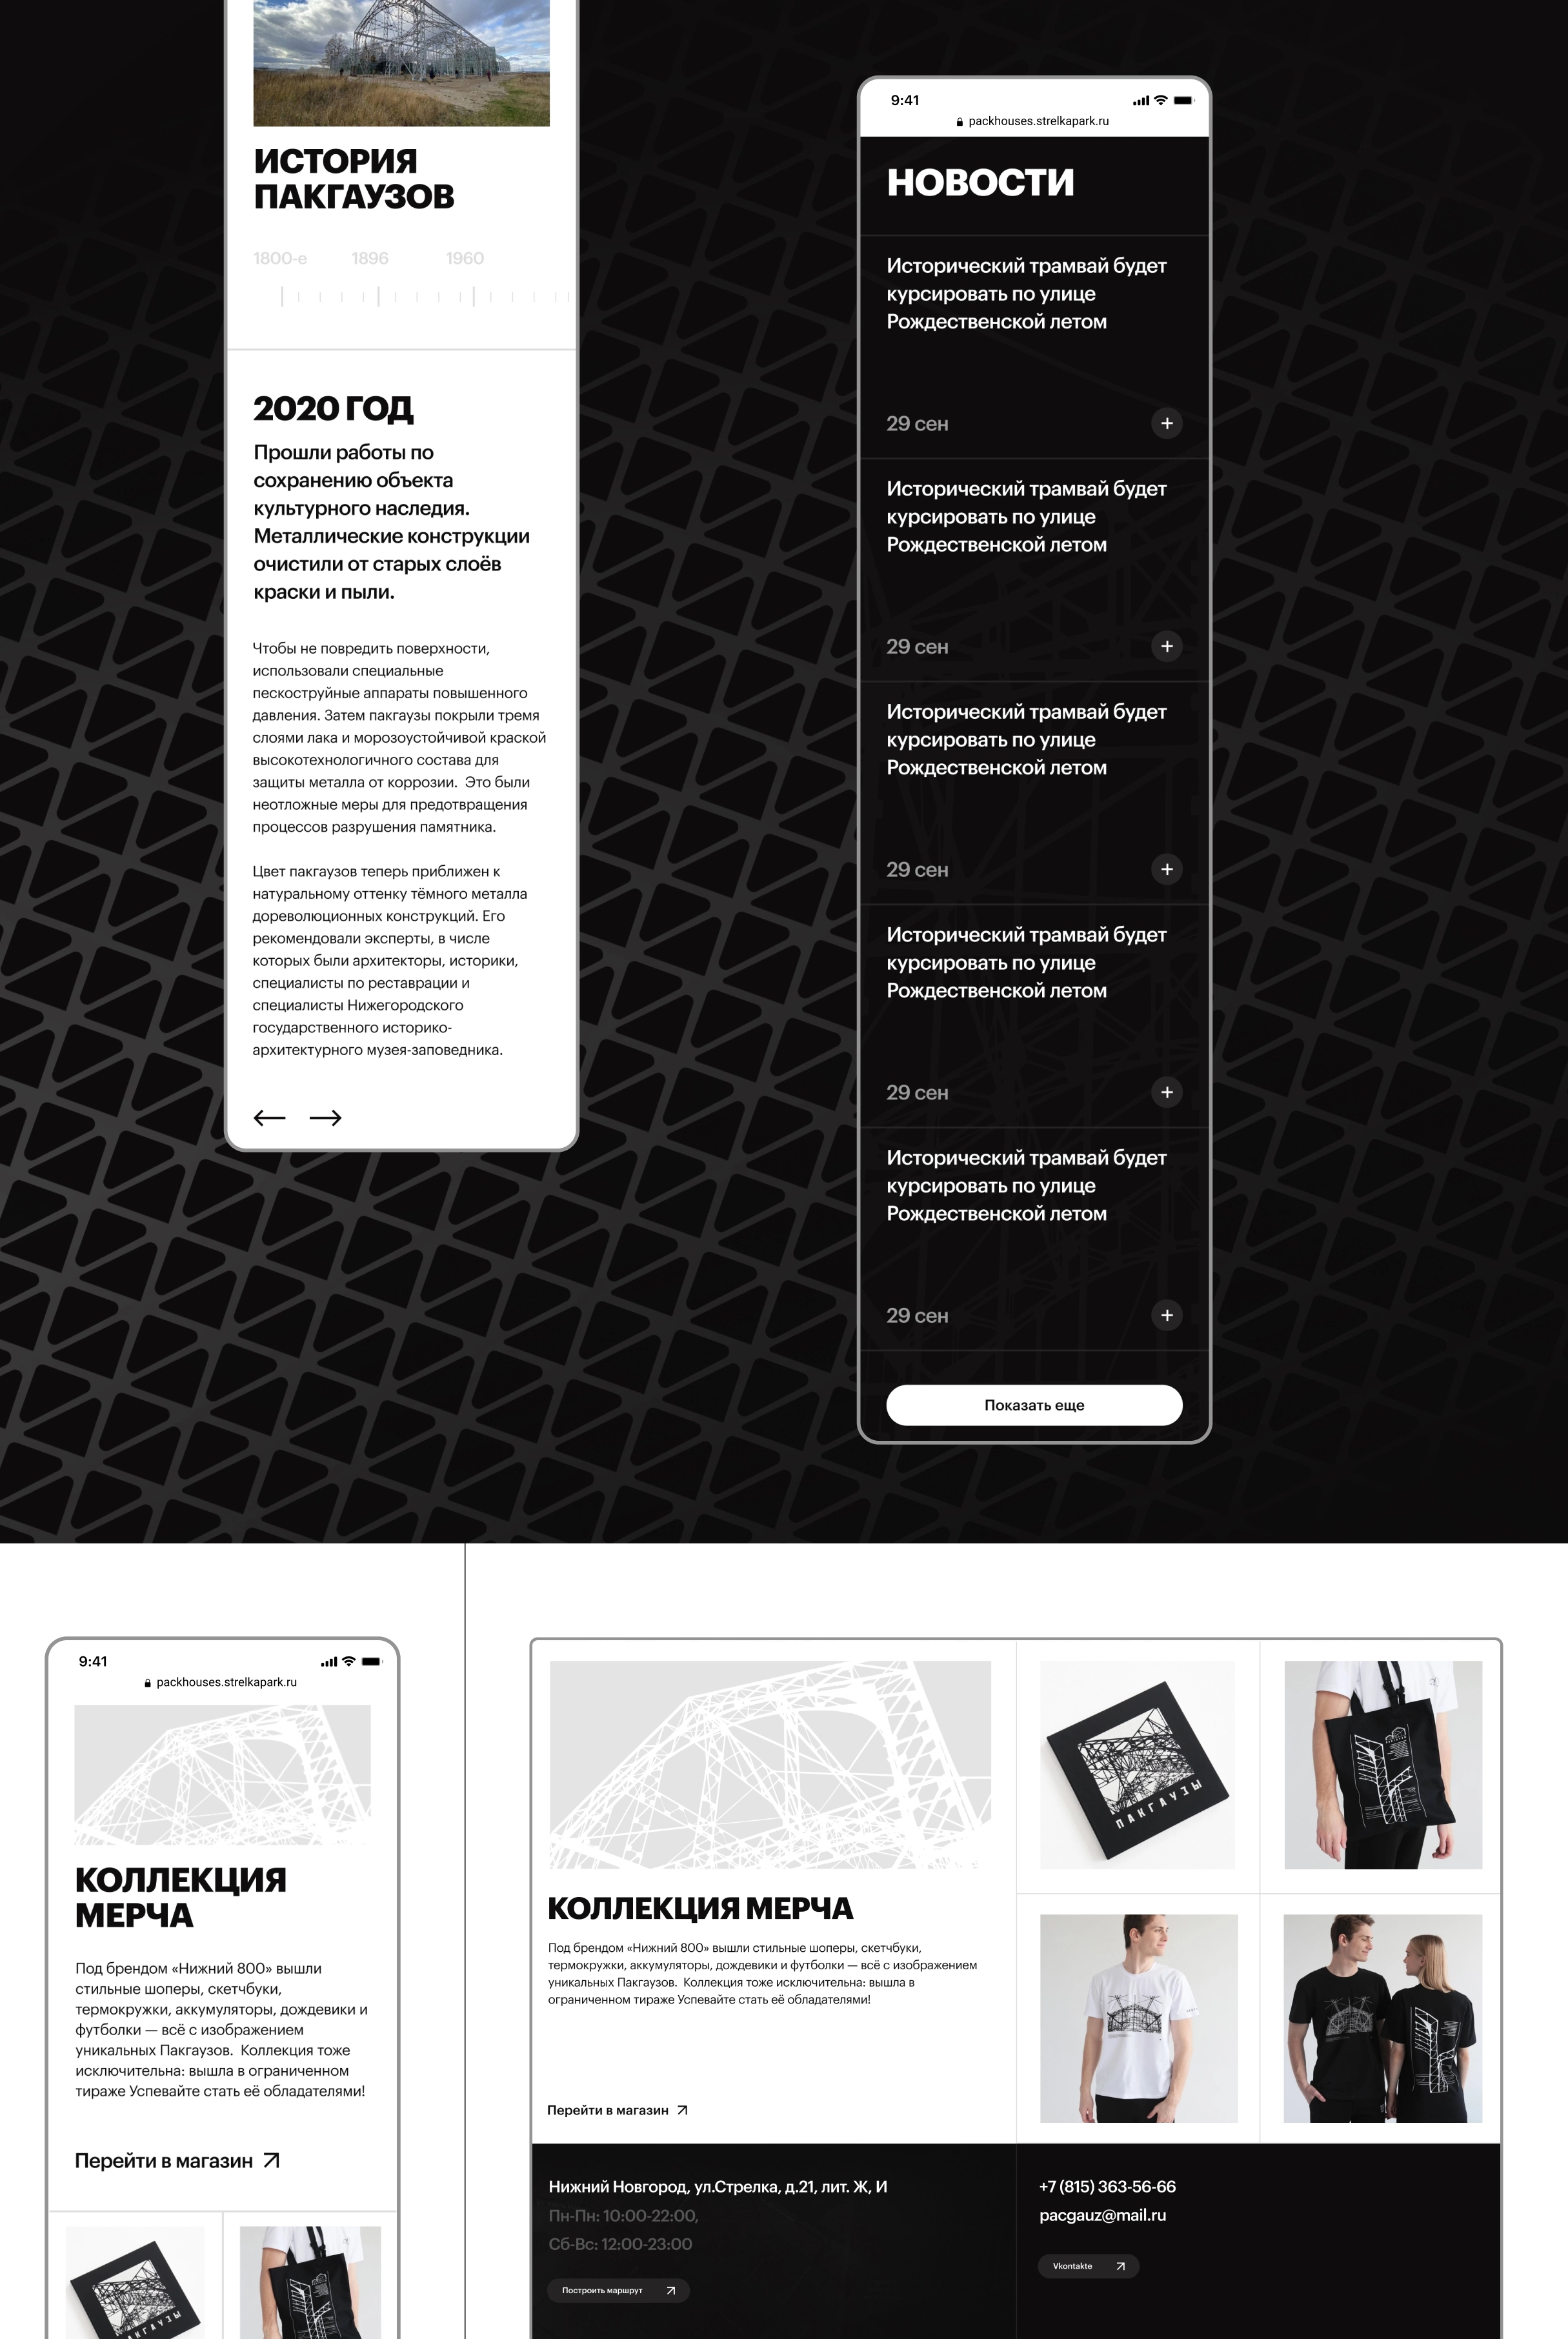 ИСТОРИЯ
ПАКГАУЗОВ
1800-е 1896 1960
2020 ГОД
Прошли работы по
сохранению объекта
культурного наследия.
Металлические конструкции
очистили от старых слоёв
краски и пыли.
Чтобы не повредить поверхности,
использовали специальные
пескоструйные аппараты повышенного
давления. Затем пакгаузы покрыли тремя
слоями лака и морозоустойчивой краской
высокотехнологичного состава для
защиты металла от коррозии.  Это были
неотложные меры для предотвращения
процессов разрушения памятника.
Цвет пакгаузов теперь приближен к
натуральному оттенку тёмного металла
дореволюционных конструкций. Его
рекомендовали эксперты, в числе
которых были архитекторы, историки,
специалисты по реставрации и
специалисты Нижегородского
государственного историко-
архитектурного музея-заповедника.
9:41
packhouses.strelkapark.ru
НОВОСТИ
Исторический трамвай будет
курсировать по улице
Рождественской летом
29 сен
Исторический трамвай будет
курсировать по улице
Рождественской летом
29 сен
Исторический трамвай будет
курсировать по улице
Рождественской летом
29 сен
Исторический трамвай будет
курсировать по улице
Рождественской летом
29 сен
Исторический трамвай будет
курсировать по улице
Рождественской летом
29 сен
Показать еще
9:41
packhouses.strelkapark.ru
КОЛЛЕКЦИЯ
МЕРЧА
Под брендом «Нижний 800» вышли
стильные шоперы, скетчбуки,
термокружки, аккумуляторы, дождевики и
футболки — всё с изображением
уникальных Пакгаузов.  Коллекция тоже
исключительна: вышла в ограниченном
тираже Успевайте стать её обладателями!
Перейти в магазин
ПАКГАУЗЫ
КОЛЛЕКЦИЯ МЕРЧА
Под брендом «Нижний 800» вышли стильные шоперы, скетчбуки,
термокружки, аккумуляторы, дождевики и футболки — всё с изображением
уникальных Пакгаузов.  Коллекция тоже исключительна: вышла в
ограниченном тираже Успевайте стать её обладателями!
Перейти в магазин
ПАКГАУЗЫ
Нижний Новгород, ул.Стрелка, д.21, лит. Ж, И
Пн-Пн: 10:00-22:00,
Сб-Вс: 12:00-23:00
Построить маршрут
+7 (815) 363-56-66
pacgauz@mail.ru
Vkontakte